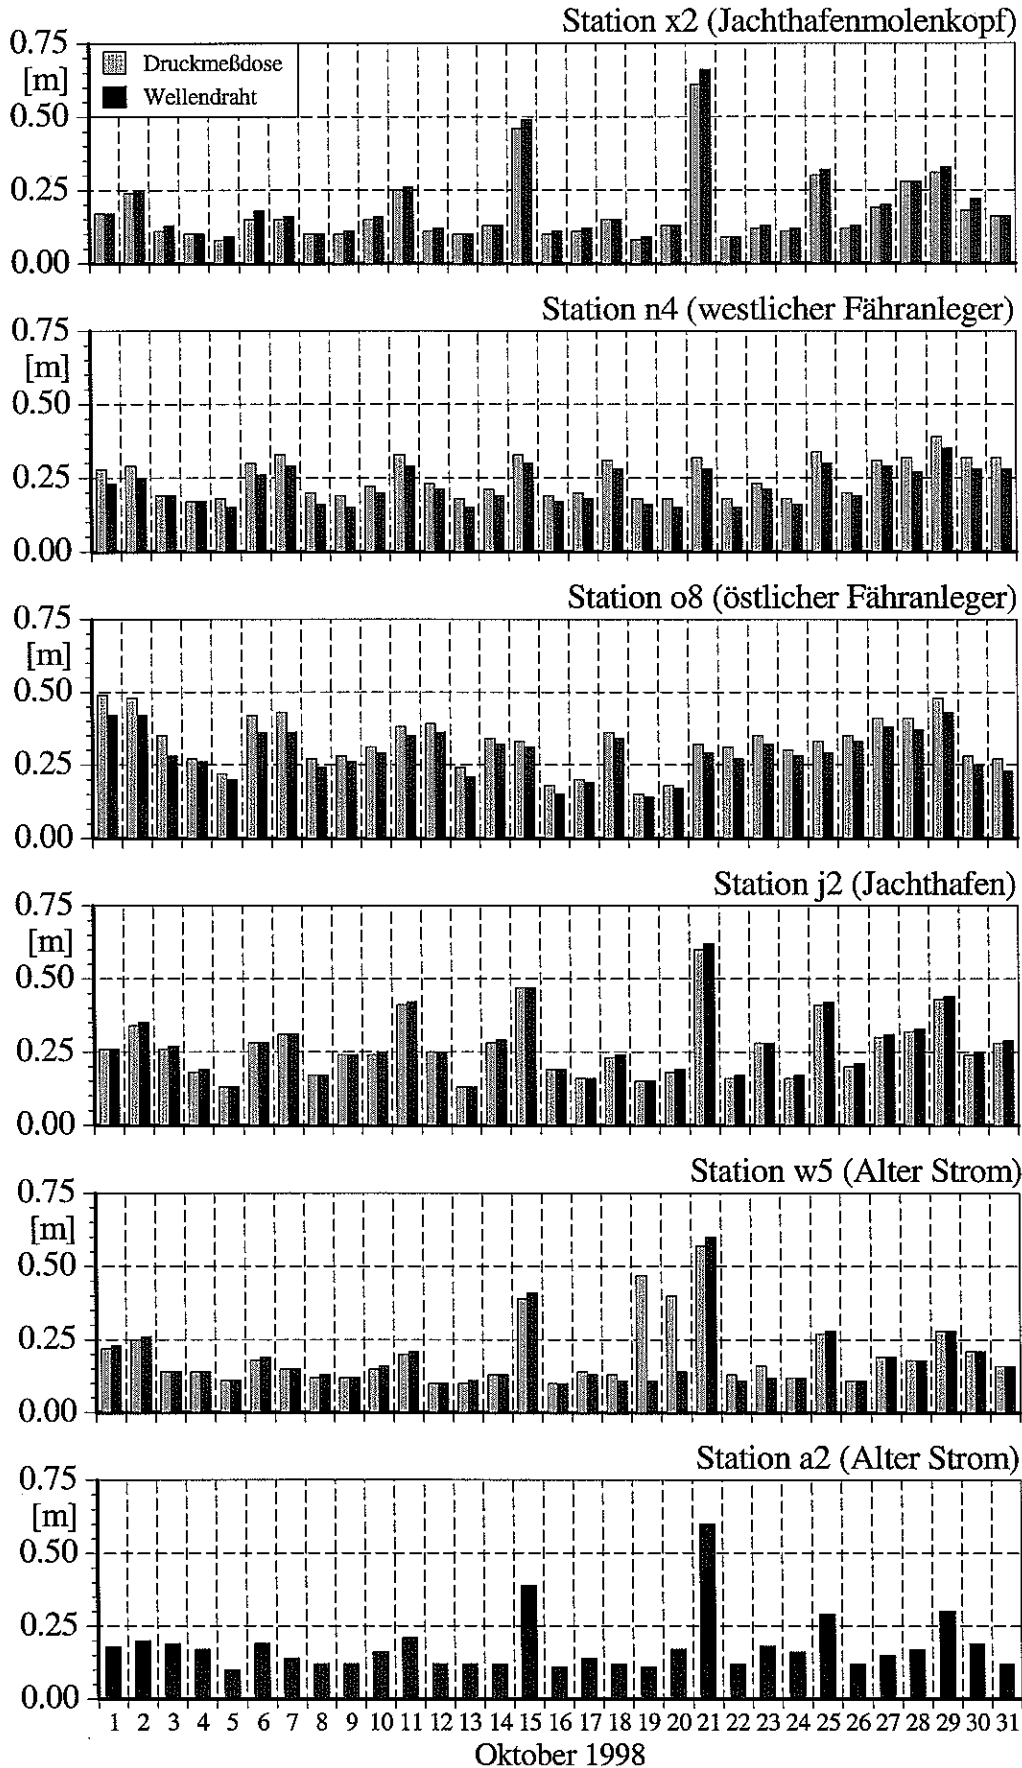 Station x2 (Jachthafenmolenkopf)
0.75
[m]
0.50
0.25
0.00
Druckmeßdose
Wellendraht
Station n4 (westlicher Fähranleger)
0.75
[m]
0.50
0.25
0.00
Station o8 (östlicher Fähranleger)
0.75
[m]
0.50
0.25
0.00
Station j2 (Jachthafen)
0.75
[m]
0.50
0.25
0.00
Station w5 (Alter Strom)
0.75
[m]
0.50
0.25
0.00
Station a2 (Alter Strom)
0.75
[m]
0.50
0.25
0.00
1 2 3 4 5 6 7 8 9 10 11 12 13 14 15 16 17 18 19 20 21 22 23 24 25 26 27 28 29 30 31
Oktober 1998